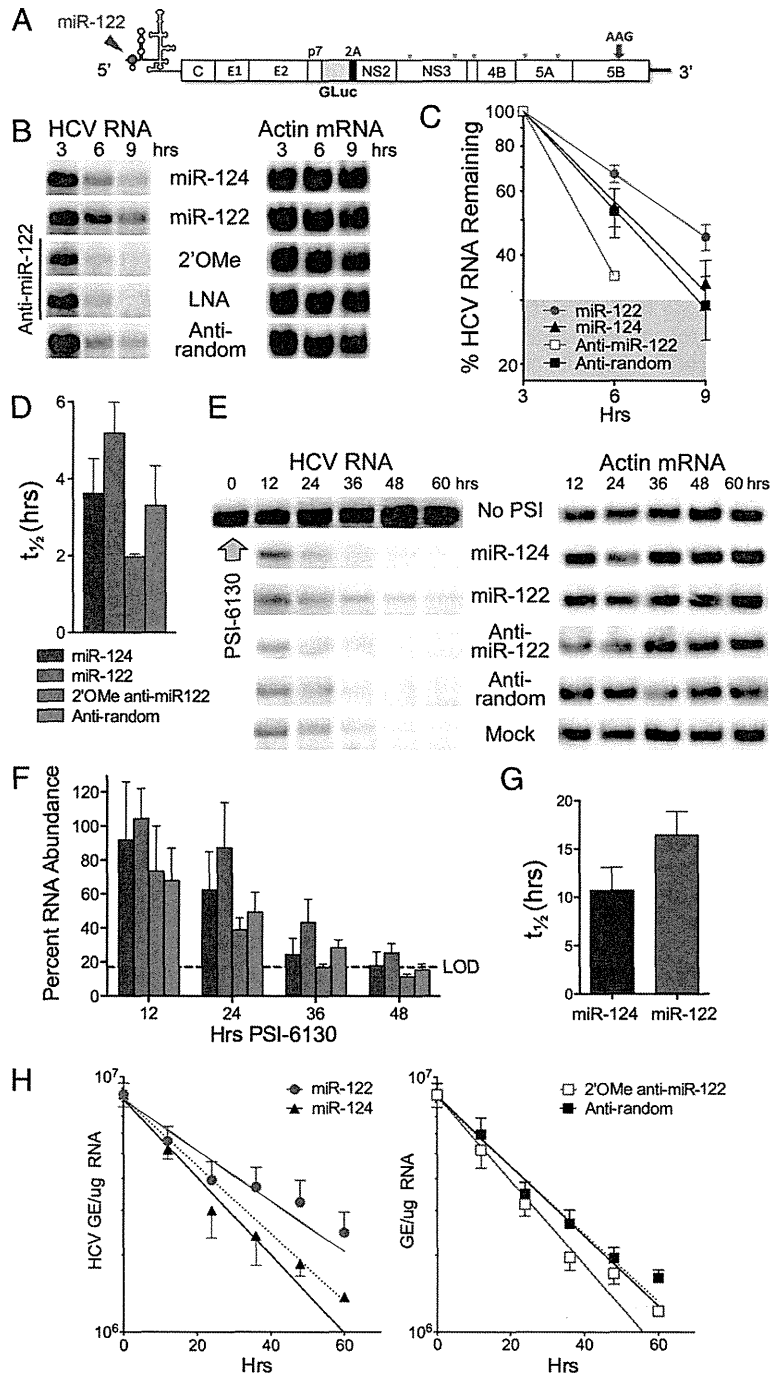 A
miR-122
5'
C E1 E2 p7 2A NS2 NS3 4B 5A 5B
AAG
3'
GLuc
B
HCV RNA
3 6 9 hrs
Actin mRNA
3 6 9 hrs
miR-124
miR-122
Anti-miR-122
2'OMe
LNA
Anti-
random
C
% HCV RNA Remaining
100
80
60
40
20
miR-122
miR-124
Anti-miR-122
Anti-random
3 6 9
Hrs
D
t½ (hrs)
6
4
2
0
miR-124
miR-122
2'OMe anti-miR122
Anti-random
E
HCV RNA
0 12 24 36 48 60 hrs
Actin mRNA
12 24 36 48 60 hrs
PSI-6130
No PSI
miR-124
miR-122
Anti-
miR-122
Anti-
random
Mock
F
Percent RNA Abundance
120
100
80
60
40
20
0
LOD
12 24 36 48
Hrs PSI-6130
G
t½ (hrs)
20
15
10
5
0
miR-124 miR-122
H
HCV GE/ug RNA
10⁷
10⁶
miR-122
miR-124
0 20 40 60
Hrs
GE/ug RNA
10⁷
10⁶
2'OMe anti-miR-122
Anti-random
0 20 40 60
Hrs